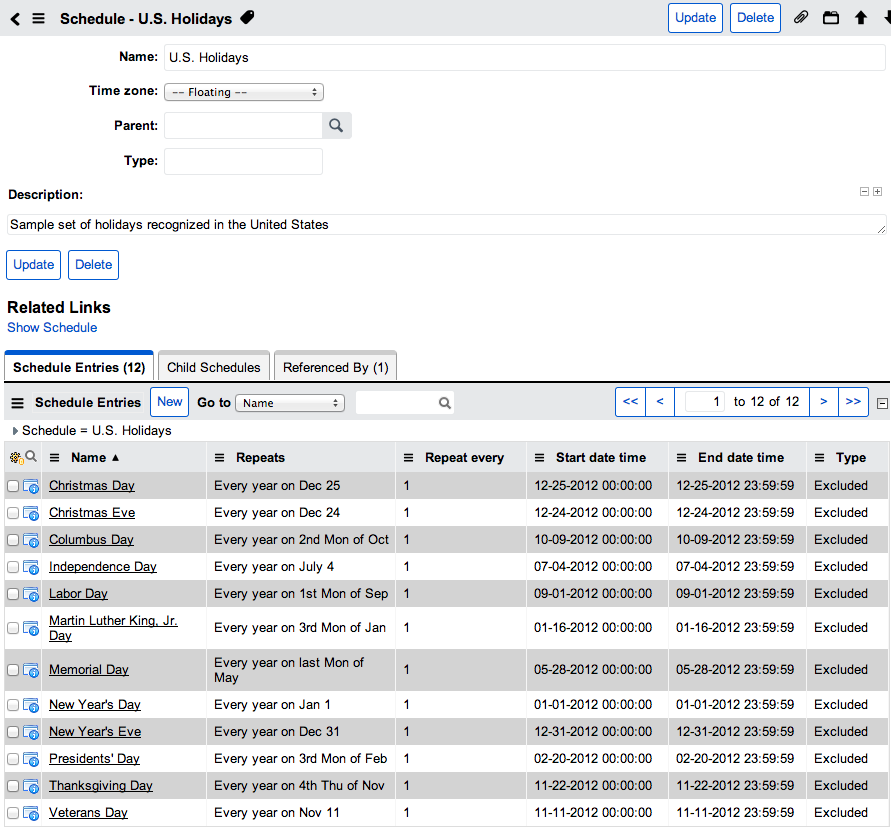 Schedule - U.S. Holidays Update Delete
Name: U.S. Holidays
Time zone: -- Floating --
Parent:
Type:
Description:
Sample set of holidays recognized in the United States
Update Delete
Related Links
Show Schedule
Schedule Entries (12) Child Schedules Referenced By (1)
Schedule Entries New Go to Name << < 1 to 12 of 12 > >>
Schedule = U.S. Holidays
Name ▲ Repeats Repeat every Start date time End date time Type
Christmas Day Every year on Dec 25 1 12-25-2012 00:00:00 12-25-2012 23:59:59 Excluded
Christmas Eve Every year on Dec 24 1 12-24-2012 00:00:00 12-24-2012 23:59:59 Excluded
Columbus Day Every year on 2nd Mon of Oct 1 10-09-2012 00:00:00 10-09-2012 23:59:59 Excluded
Independence Day Every year on July 4 1 07-04-2012 00:00:00 07-04-2012 23:59:59 Excluded
Labor Day Every year on 1st Mon of Sep 1 09-01-2012 00:00:00 09-01-2012 23:59:59 Excluded
Martin Luther King, Jr.
Day Every year on 3rd Mon of Jan 1 01-16-2012 00:00:00 01-16-2012 23:59:59 Excluded
Memorial Day Every year on last Mon of
May 1 05-28-2012 00:00:00 05-28-2012 23:59:59 Excluded
New Year's Day Every year on Jan 1 1 01-01-2012 00:00:00 01-01-2012 23:59:59 Excluded
New Year's Eve Every year on Dec 31 1 12-31-2012 00:00:00 12-31-2012 23:59:59 Excluded
Presidents' Day Every year on 3rd Mon of Feb 1 02-20-2012 00:00:00 02-20-2012 23:59:59 Excluded
Thanksgiving Day Every year on 4th Thu of Nov 1 11-22-2012 00:00:00 11-22-2012 23:59:59 Excluded
Veterans Day Every year on Nov 11 1 11-11-2012 00:00:00 11-11-2012 23:59:59 Excluded